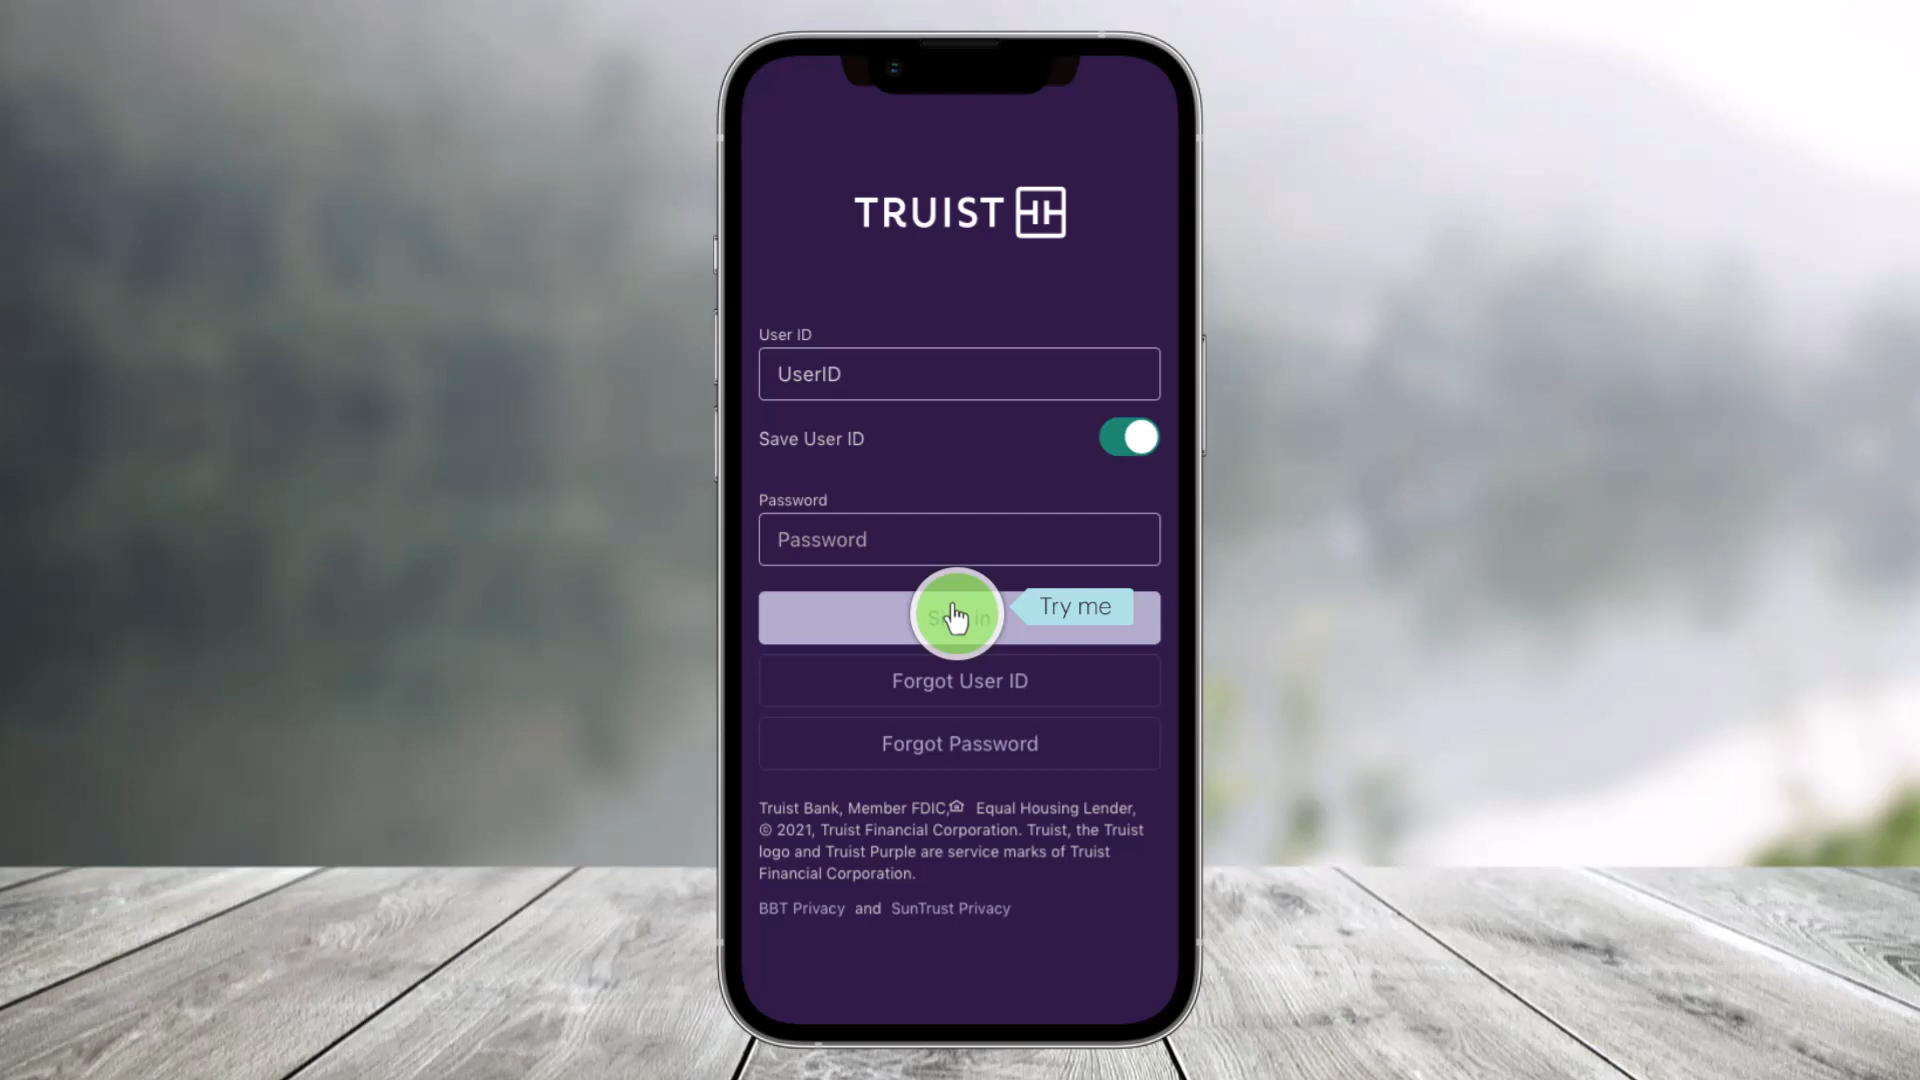 TRUIST
User ID
UserID
Save User ID
Password
Password
Sign in
Try me
Forgot User ID
Forgot Password
Truist Bank, Member FDIC, Equal Housing Lender,
© 2021, Truist Financial Corporation. Truist, the Truist
logo and Truist Purple are service marks of Truist
Financial Corporation.
BBT Privacy and SunTrust Privacy